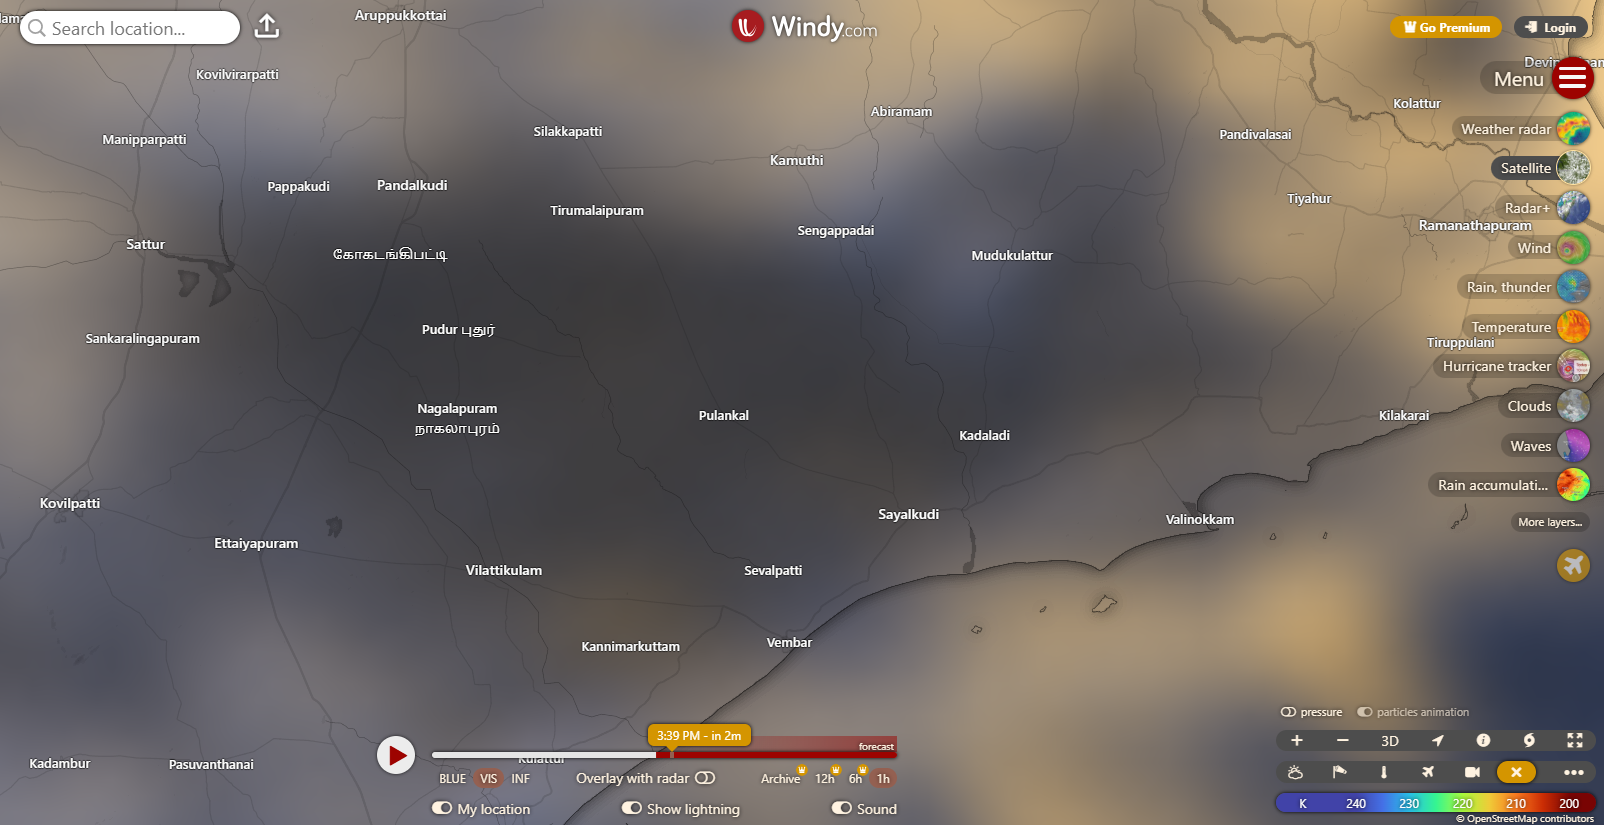 Search location...
Windy.com
Go Premium
Login
Menu
Weather radar
Satellite
Radar+
Wind
Rain, thunder
Temperature
Hurricane tracker
Clouds
Waves
Rain accumulati...
More layers...
Aruppukkottai
Kovilvirarpatti
Abiramam
Kolattur
Silakkapatti
Pandivalasai
Manipparpatti
Kamuthi
Pappakudi
Pandalkudi
Tiyahur
Tirumalaipuram
Ramanathapuram
Sengappadai
Sattur
கோகடங்கிபட்டி
Mudukulattur
Pudur புதுர்
Sankaralingapuram
Tiruppulani
Nagalapuram
நாகலாபுரம்
Pulankal
Kilakarai
Kadaladi
Kovilpatti
Sayalkudi
Valinokkam
Ettaiyapuram
Vilattikulam
Sevalpatti
Kannimarkuttam
Vembar
Kadambur
Pasuvanthanai
Kulattur
3:39 PM - in 2m
forecast
BLUE VIS INF
Overlay with radar
Archive 12h 6h 1h
My location
Show lightning
Sound
pressure
particles animation
3D
K 240 230 220 210 200
© OpenStreetMap contributors